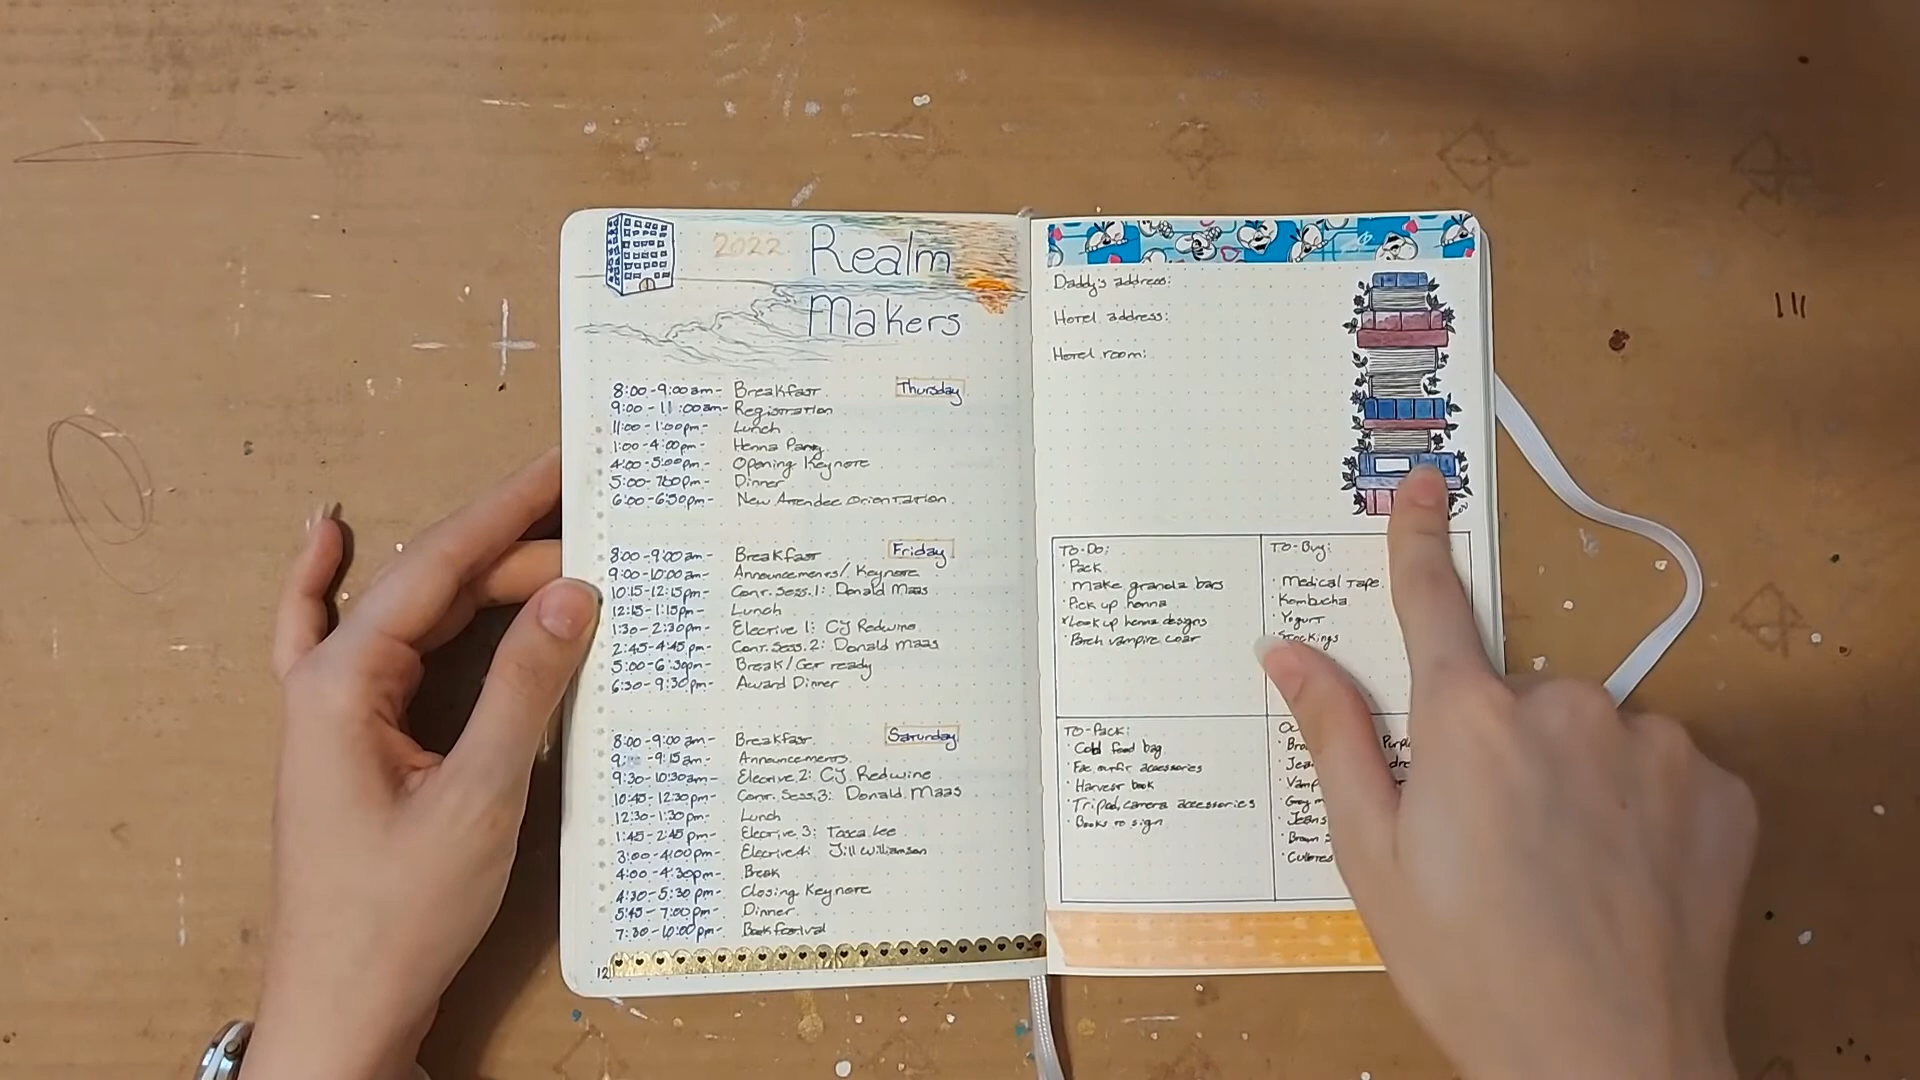 2022 Realm
Makers
Thursday
8:00-9:00am- Breakfast
9:00-11:00am- Registration
11:00-1:00pm- Lunch
1:00-4:00pm- Henna Party
4:00-5:00pm- Opening Keynote
5:00-7:00pm- Dinner
6:00-6:30pm- New Attendee Orientation
Friday
8:00-9:00am- Breakfast
9:00-10:00am- Announcements/Keynote
10:15-12:15pm- Cont. Sess. 1: Donald Maas
12:15-1:15pm- Lunch
1:30-2:30pm- Elective 1: CJ Redwine
2:45-4:45pm- Cont. Sess. 2: Donald Maas
5:00-6:30pm- Break/Get ready
6:30-9:30pm- Award Dinner
Saturday
8:00-9:00am- Breakfast
9: -9:15am- Announcements
9:30-10:30am- Elective 2: CJ Redwine
10:45-12:30pm- Cont. Sess. 3: Donald Maas
12:30-1:30pm- Lunch
1:45-2:45pm- Elective 3: Tosca Lee
3:00-4:00pm- Elective 4: Jill Williamson
4:00-4:30pm- Break
4:30-5:30pm- Closing Keynote
5:45-7:00pm- Dinner
7:30-10:00pm- Book festival
12
Daddy's address:
Hotel address:
Hotel room:
To-Do:
Pack
Make granola bars
Pick up henna
Look up henna designs
Patch vampire coat
To-Buy:
Medical Tape
Kombucha
Yogurt
Stockings
To-Pack:
Cold food bag
Fae outfit accessories
Harvest book
Tripod, camera accessories
Books to sign
Jeans
Brown